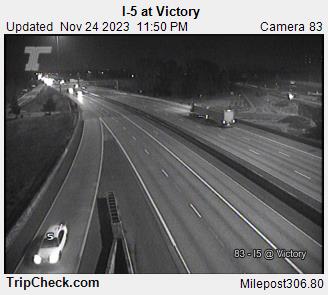 I-5 at Victory
Updated Nov 24 2023 11:50 PM Camera 83
83 - I5 @ Victory
TripCheck.com Milepost306.80